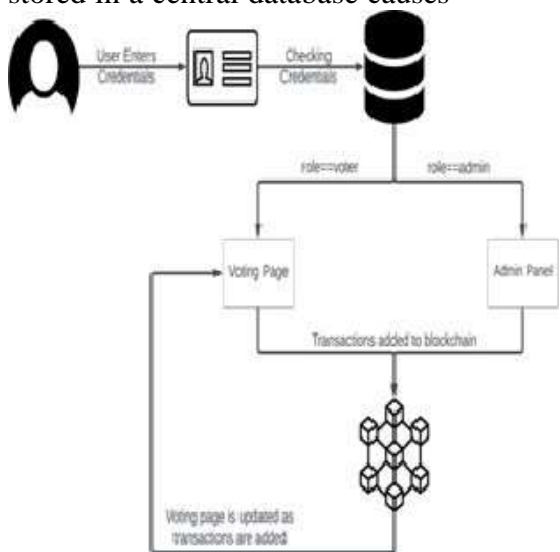 stored in a central database causes
User Enters
Credentials
Checking
Credentials
role==voter
role==admin
Voting Page
Admin Panel
Transactions added to blockchain
Voting page is updated as
transactions are added